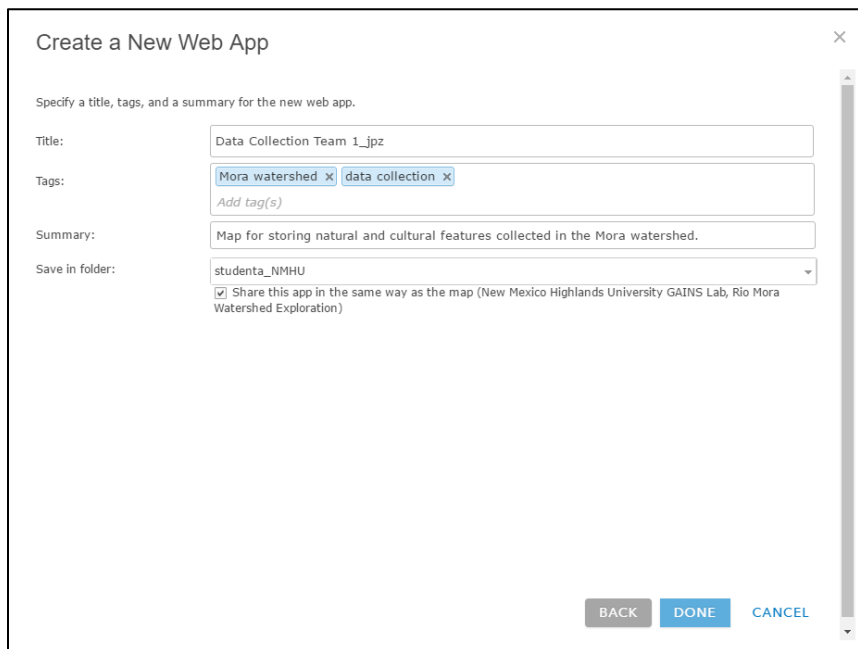 Create a New Web App
Specify a title, tags, and a summary for the new web app.
Title: Data Collection Team 1_jpz
Tags: Mora watershed × data collection ×
Add tag(s)
Summary: Map for storing natural and cultural features collected in the Mora watershed.
Save in folder: studenta_NMHU
Share this app in the same way as the map (New Mexico Highlands University GAINS Lab, Rio Mora
Watershed Exploration)
BACK DONE CANCEL